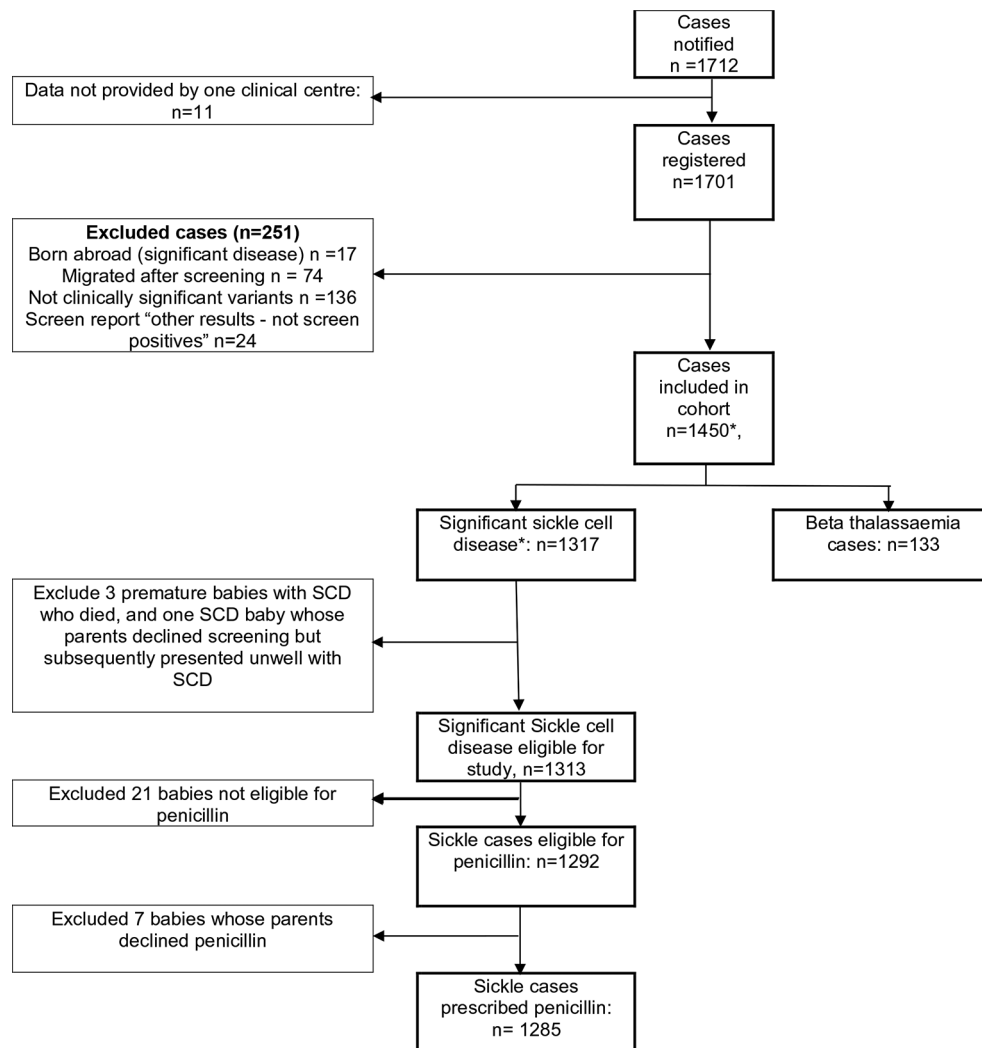 Cases
notified
n =1712
Data not provided by one clinical centre:
n=11
Cases
registered
n=1701
Excluded cases (n=251)
Born abroad (significant disease) n =17
Migrated after screening n = 74
Not clinically significant variants n =136
Screen report “other results - not screen
positives” n=24
Cases
included in
cohort
n=1450*,
Significant sickle cell
disease*: n=1317
Beta thalassaemia
cases: n=133
Exclude 3 premature babies with SCD
who died, and one SCD baby whose
parents declined screening but
subsequently presented unwell with
SCD
Significant Sickle cell
disease eligible for
study, n=1313
Excluded 21 babies not eligible for
penicillin
Sickle cases eligible for
penicillin: n=1292
Excluded 7 babies whose parents
declined penicillin
Sickle cases
prescribed penicillin:
n= 1285